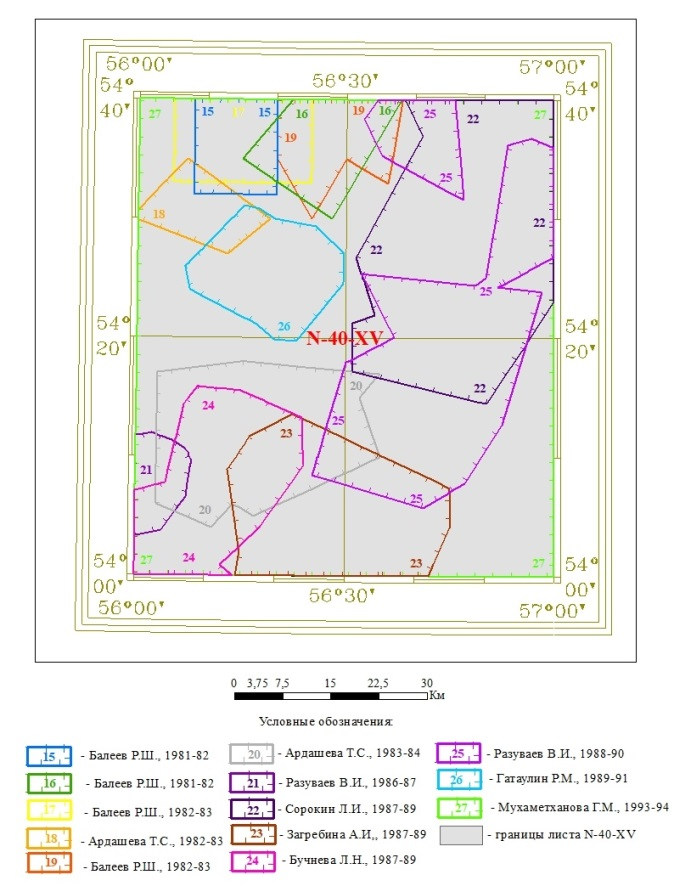 56°00' 56°30' 57°00'
54° 54°
40' 40'
27 15 17 15 16 19 16 25 22 27
19
25
18 22
22
25
26
54° N-40-XV 54°
20' 20'
20 22
24
25
23
21
25
20
54° 27 24 23 27 54°
00' 00'
56°00' 56°30' 57°00'
0 3,75 7,5 15 22,5 30
Км
Условные обозначения:
15 - Балеев Р.Ш., 1981-82
16 - Балеев Р.Ш., 1981-82
17 - Балеев Р.Ш., 1982-83
18 - Ардашева Т.С., 1982-83
19 - Балеев Р.Ш., 1982-83
20 - Ардашева Т.С., 1983-84
21 - Разуваев В.И., 1986-87
22 - Сорокин Л.И., 1987-89
23 - Загребина А.И,, 1987-89
24 - Бучнева Л.Н., 1987-89
25 - Разуваев В.И., 1988-90
26 - Гатаулин Р.М., 1989-91
27 - Мухаметханова Г.М., 1993-94
- границы листа N-40-XV